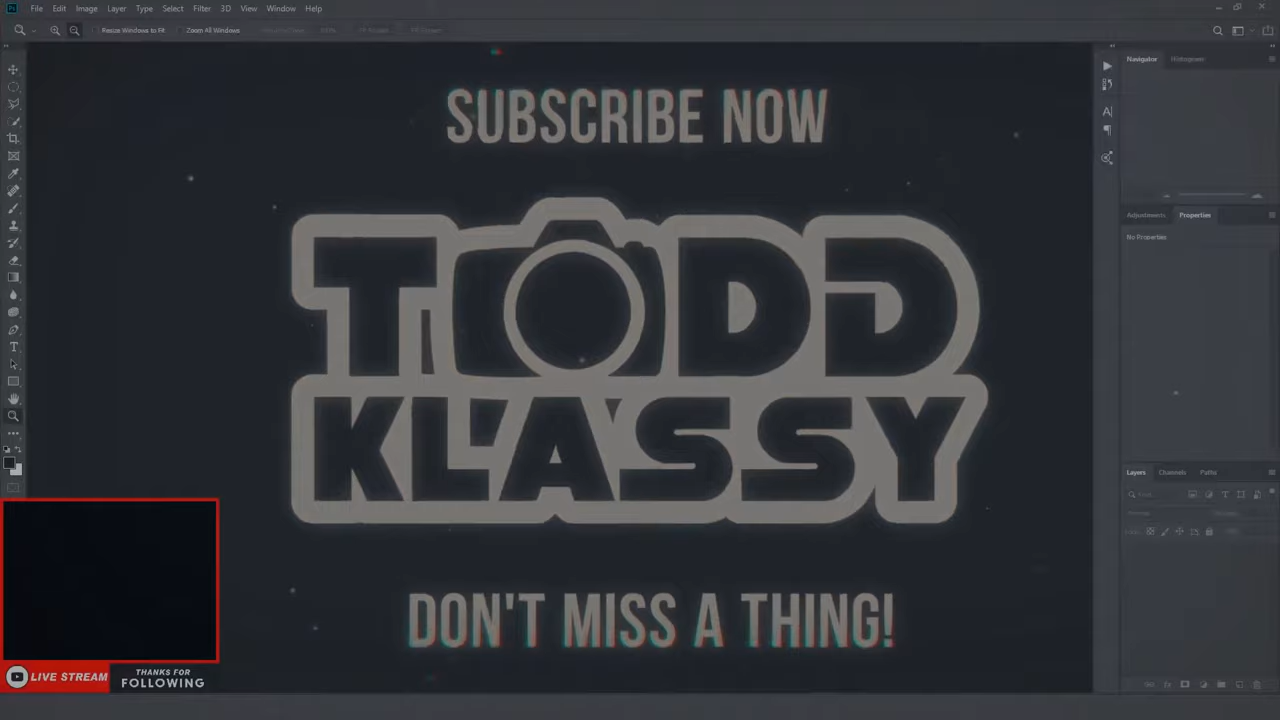 File Edit Image Layer Type Select Filter 3D View Window Help
Resize Windows to Fit Zoom All Windows
Navigator Histogram
SUBSCRIBE NOW
TODD
KLASSY
DON'T MISS A THING!
Adjustments Properties
No Properties
Layers Channels Paths
LIVE STREAM
THANKS FOR
FOLLOWING